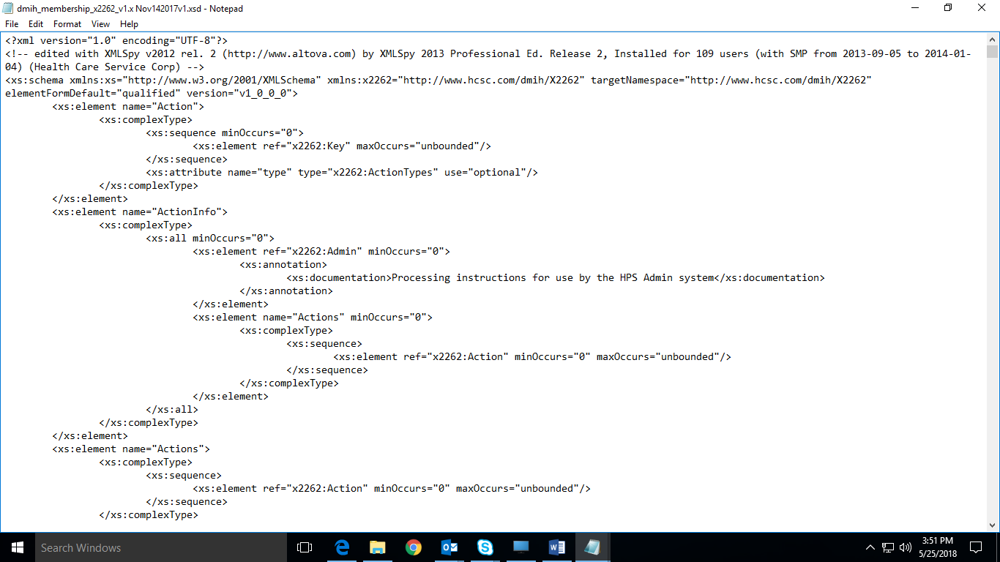 dmih_membership_x2262_v1.x Nov142017v1.xsd - Notepad
File Edit Format View Help
<?xml version="1.0" encoding="UTF-8"?>
<!-- edited with XMLSpy v2012 rel. 2 (http://www.altova.com) by XMLSpy 2013 Professional Ed. Release 2, Installed for 109 users (with SMP from 2013-09-05 to 2014-01-
04) (Health Care Service Corp) -->
<xs:schema xmlns:xs="http://www.w3.org/2001/XMLSchema" xmlns:x2262="http://www.hcsc.com/dmih/X2262" targetNamespace="http://www.hcsc.com/dmih/X2262"
elementFormDefault="qualified" version="v1_0_0_0">
	<xs:element name="Action">
		<xs:complexType>
			<xs:sequence minOccurs="0">
				<xs:element ref="x2262:Key" maxOccurs="unbounded"/>
			</xs:sequence>
			<xs:attribute name="type" type="x2262:ActionTypes" use="optional"/>
		</xs:complexType>
	</xs:element>
	<xs:element name="ActionInfo">
		<xs:complexType>
			<xs:all minOccurs="0">
				<xs:element ref="x2262:Admin" minOccurs="0">
					<xs:annotation>
						<xs:documentation>Processing instructions for use by the HPS Admin system</xs:documentation>
					</xs:annotation>
				</xs:element>
				<xs:element name="Actions" minOccurs="0">
					<xs:complexType>
						<xs:sequence>
							<xs:element ref="x2262:Action" minOccurs="0" maxOccurs="unbounded"/>
						</xs:sequence>
					</xs:complexType>
				</xs:element>
			</xs:all>
		</xs:complexType>
	</xs:element>
	<xs:element name="Actions">
		<xs:complexType>
			<xs:sequence>
				<xs:element ref="x2262:Action" minOccurs="0" maxOccurs="unbounded"/>
			</xs:sequence>
		</xs:complexType>
Search Windows
3:51 PM
5/25/2018